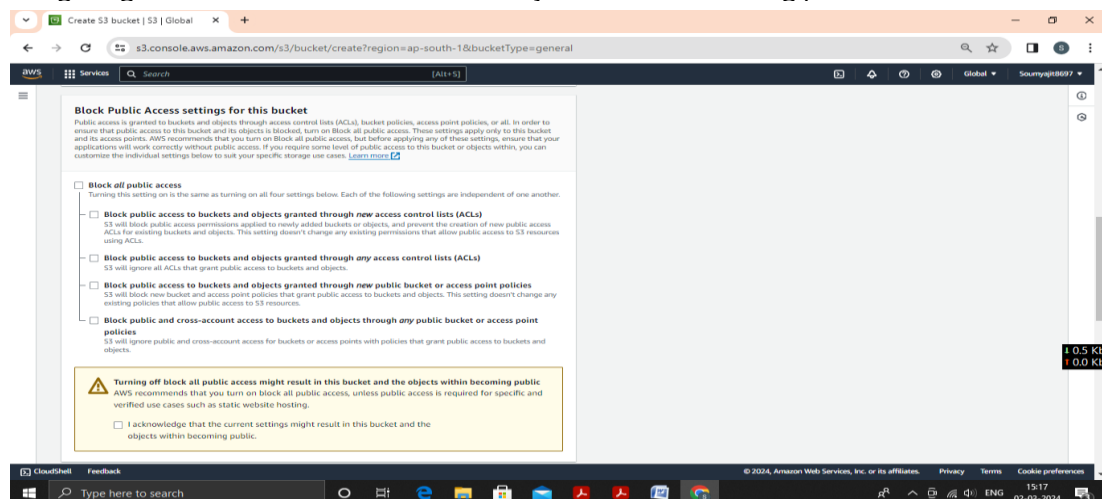 Create S3 bucket | S3 | Global
s3.console.aws.amazon.com/s3/bucket/create?region=ap-south-1&bucketType=general
S
aws
Services
Search
[Alt+S]
Global
Soumyajit8697
Block Public Access settings for this bucket
Public access is granted to buckets and objects through access control lists (ACLs), bucket policies, access point policies, or all. In order to
ensure that public access to this bucket and its objects is blocked, turn on Block all public access. These settings apply only to this bucket
and its access points. AWS recommends that you turn on Block all public access, but before applying any of these settings, ensure that your
applications will work correctly without public access. If you require some level of public access to this bucket or objects within, you can
customize the individual settings below to suit your specific storage use cases. Learn more
Block all public access
Turning this setting on is the same as turning on all four settings below. Each of the following settings are independent of one another.
Block public access to buckets and objects granted through new access control lists (ACLs)
S3 will block public access permissions applied to newly added buckets or objects, and prevent the creation of new public access
ACLs for existing buckets and objects. This setting doesn't change any existing permissions that allow public access to S3 resources
using ACLs.
Block public access to buckets and objects granted through any access control lists (ACLs)
S3 will ignore all ACLs that grant public access to buckets and objects.
Block public access to buckets and objects granted through new public bucket or access point policies
S3 will block new bucket and access point policies that grant public access to buckets and objects. This setting doesn't change any
existing policies that allow public access to S3 resources.
Block public and cross-account access to buckets and objects through any public bucket or access point
policies
S3 will ignore public and cross-account access for buckets or access points with policies that grant public access to buckets and
objects.
Turning off block all public access might result in this bucket and the objects within becoming public
AWS recommends that you turn on block all public access, unless public access is required for specific and
verified use cases such as static website hosting.
I acknowledge that the current settings might result in this bucket and the
objects within becoming public.
0.5 Kb
0.0 Kb
CloudShell
Feedback
© 2024, Amazon Web Services, Inc. or its affiliates.
Privacy
Terms
Cookie preferences
Type here to search
ENG
15:17
02-03-2024